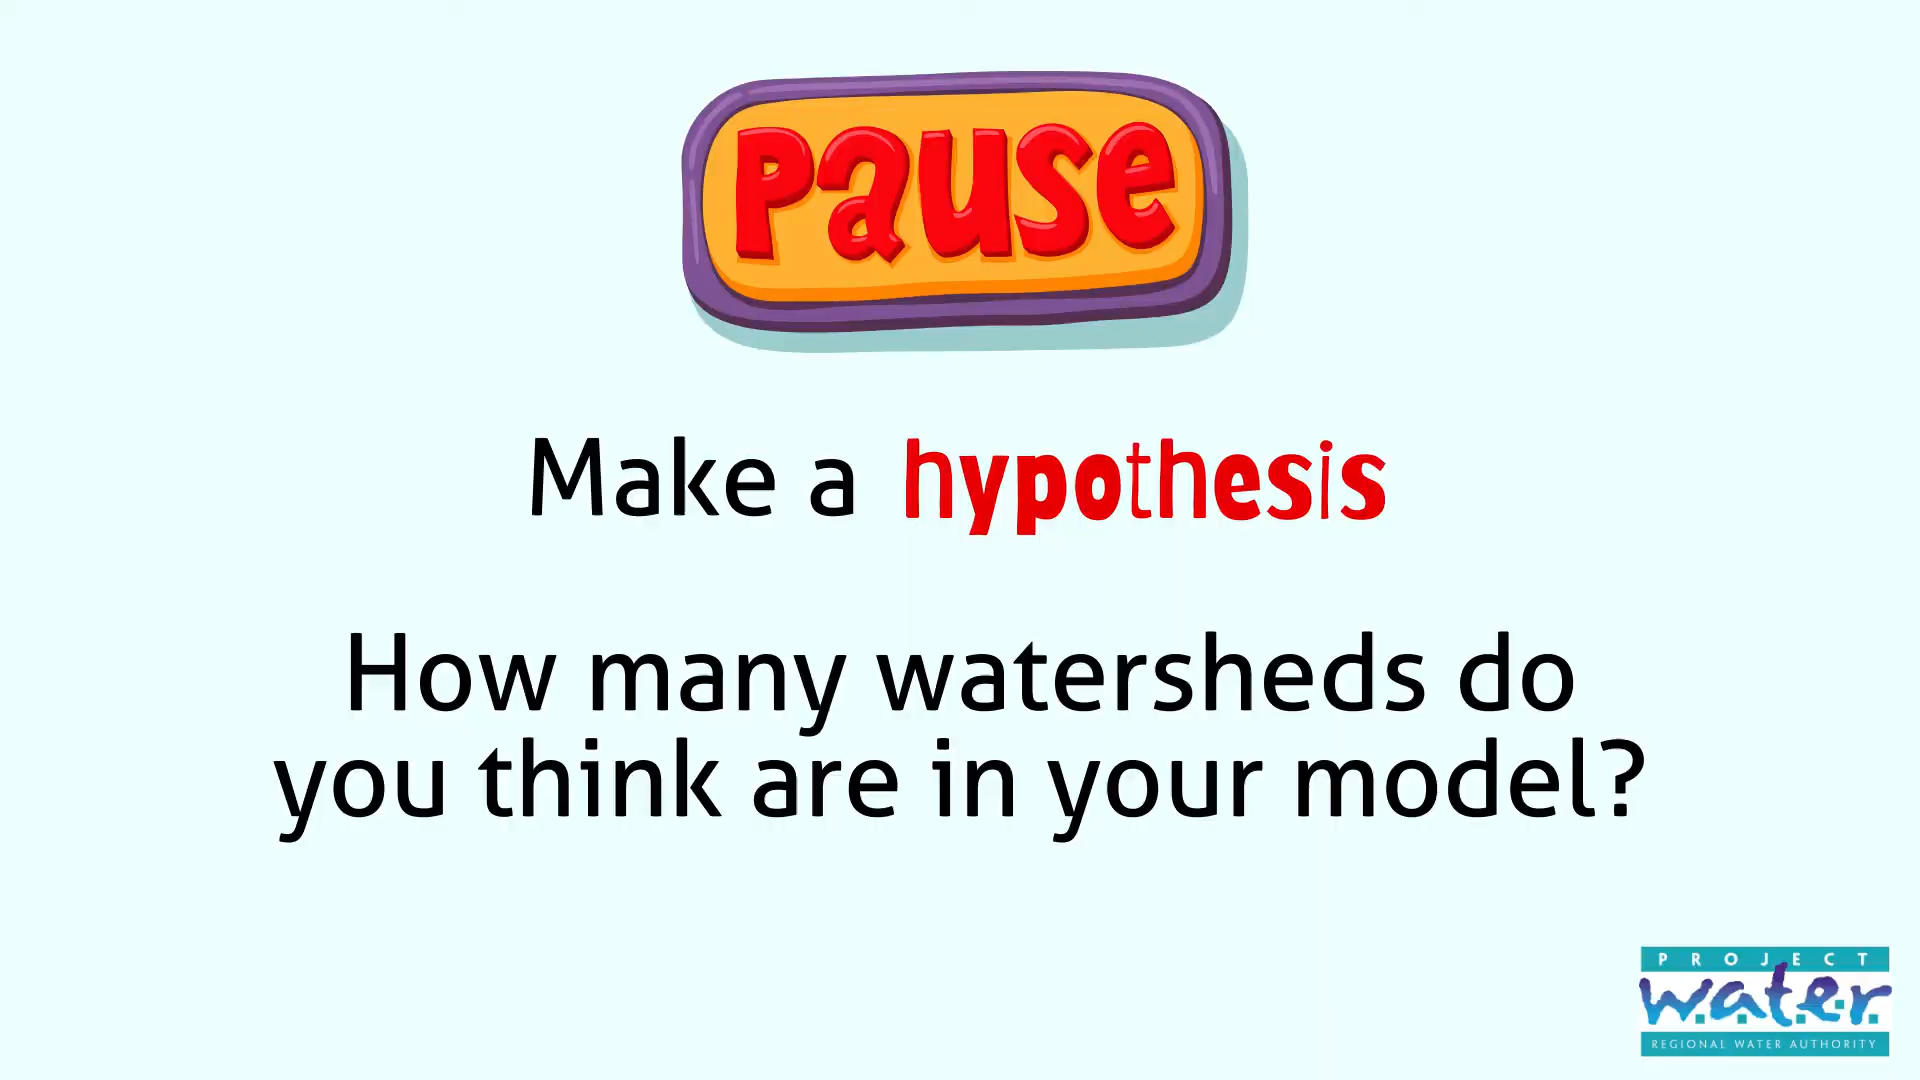 Pause
Make a hypothesis
How many watersheds do
you think are in your model?
PROJECT
w.a.t.e.r.
REGIONAL WATER AUTHORITY